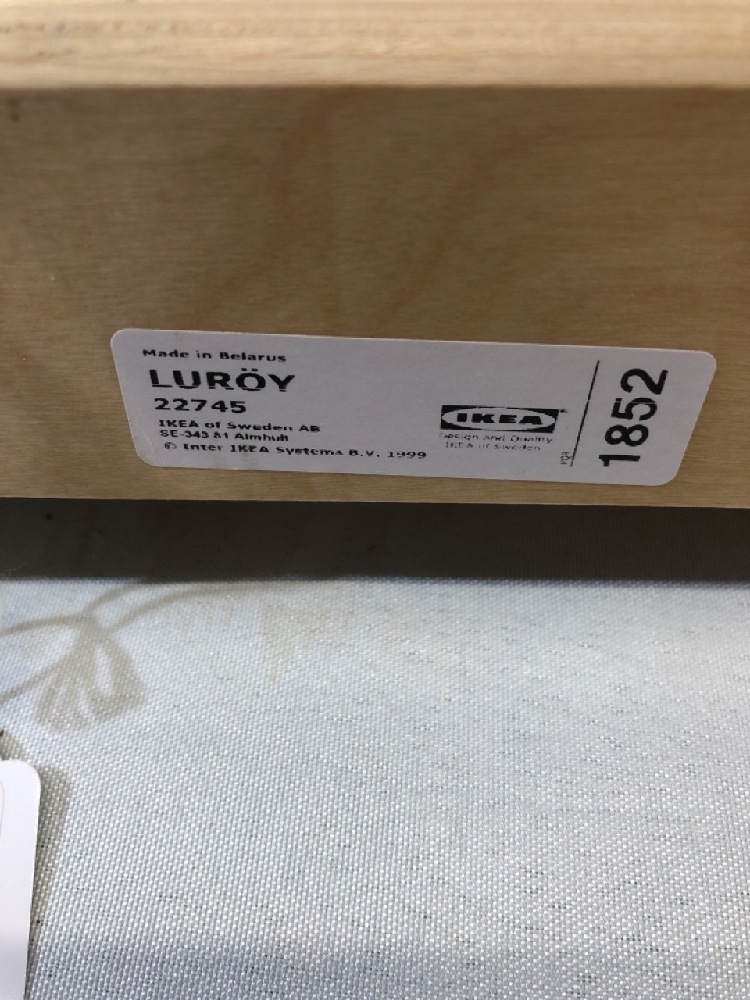 Made in Belarus
LURÖY
22745
IKEA of Sweden AB
SE-343 81 Älmhult
© Inter IKEA Systems B.V. 1999
IKEA
Design and Quality
IKEA of Sweden
1852